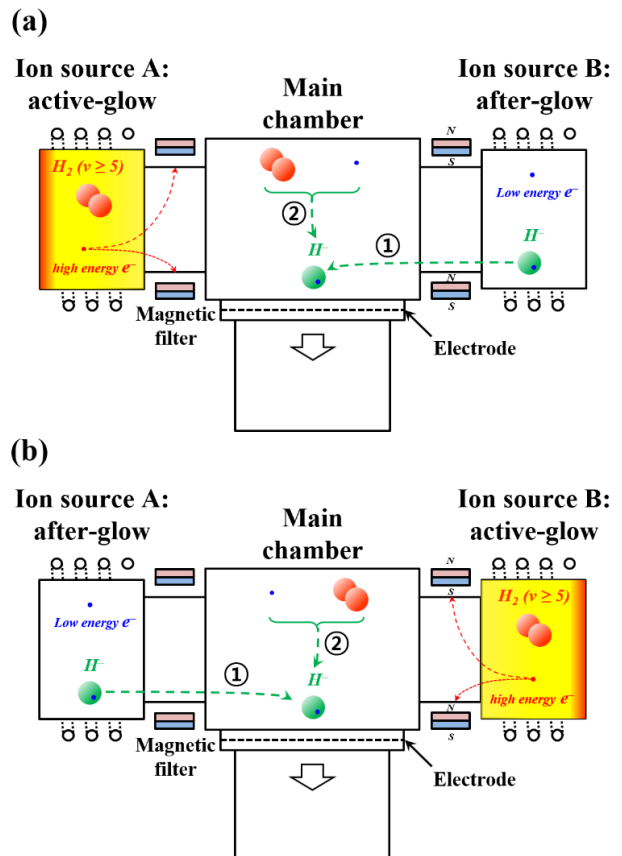 (a)
Ion source A:
active-glow
Main
chamber
Ion source B:
after-glow
N
S
H₂ (v ≥ 5)
high energy e⁻
②
H⁻
①
Low energy e⁻
H⁻
N
S
Magnetic
filter
Electrode
(b)
Ion source A:
after-glow
Main
chamber
Ion source B:
active-glow
N
S
Low energy e⁻
H⁻
①
②
H⁻
H₂ (v ≥ 5)
high energy e⁻
N
S
Magnetic
filter
Electrode